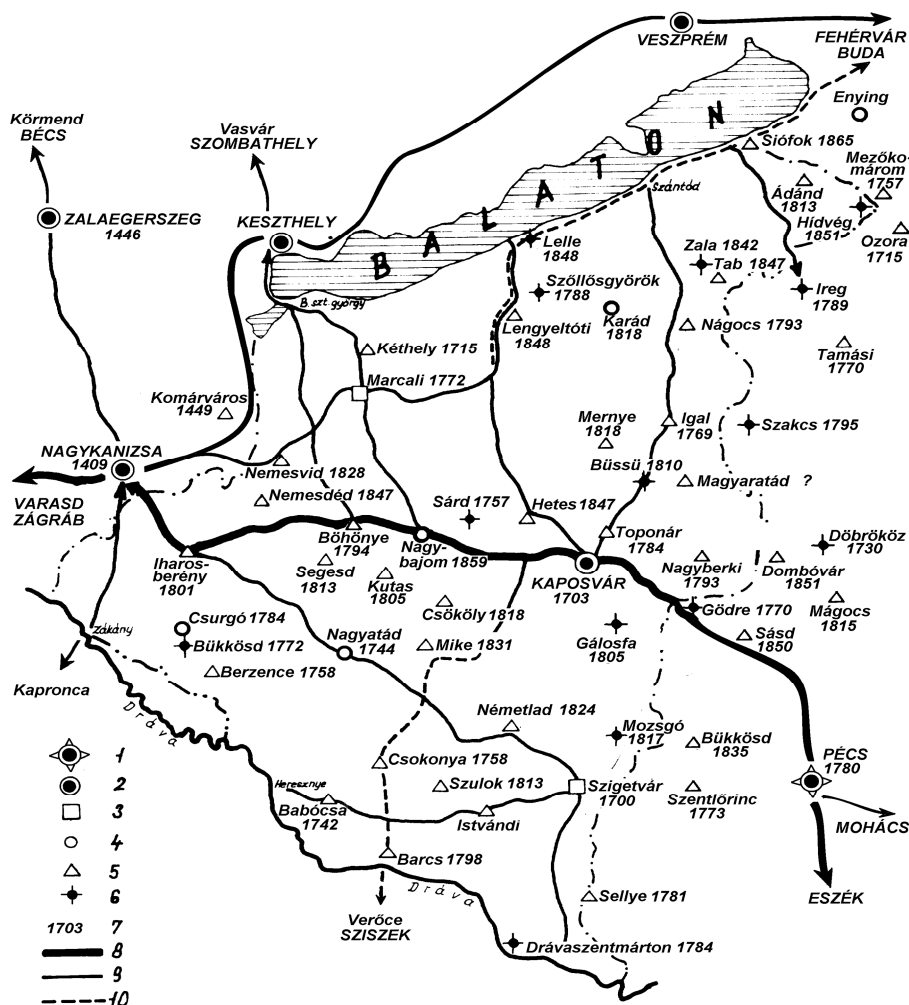 VESZPRÉM
FEHÉRVÁR
BUDA
Körmend
BÉCS
Vasvár
SZOMBATHELY
Enying
BALATON
Siófok 1865
Mezőko-
márom
1757
Ádánd
1813
Hídvég
1851
Ozora
1715
ZALAEGERSZEG
1446
KESZTHELY
Szántód
Lelle
1848
Zala 1842
Tab 1847
Ireg
1789
Szőllősgyörök
1788
B. szt. györgy
Lengyeltóti
1848
Karád
1818
Nágocs 1793
Tamási
1770
Kéthely 1715
Marcali 1772
Komárváros
1449
Mernye
1818
Igal
1769
Szakcs 1795
NAGYKANIZSA
1409
Büssü 1810
Nemesvid 1828
Magyaratád ?
VARASD
ZÁGRÁB
Nemesdéd 1847
Sárd 1757
Hetes 1847
Böhönye
1794
Nagy-
bajom 1859
Toponár
1784
Döbrököz
1730
Iharos-
berény
1801
Segesd
1813
Kutas
1805
KAPOSVÁR
1703
Nagyberki
1793
Dombóvár
1851
Csököly 1818
Gödre 1770
Mágocs
1815
Csurgó 1784
Nagyatád
1744
Gálosfa
1805
Sásd
1850
Zákány
Bükkösd 1772
Mike 1831
Berzence 1758
Kapronca
Dráva
Németlad 1824
Mozsgó
1817
Bükkösd
1835
PÉCS
1780
Csokonya 1758
Heresznye
Szulok 1813
Szigetvár
1700
Szentlőrinc
1773
Babócsa
1742
Istvándi
MOHÁCS
Barcs 1798
Dráva
Sellye 1781
ESZÉK
Verőce
SZISZEK
Drávaszentmárton 1784
1
2
3
4
5
6
1703 7
8
9
10